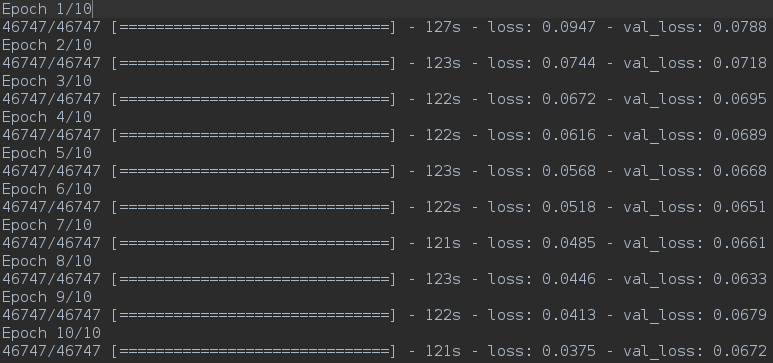 Epoch 1/10
46747/46747 [==============================] - 127s - loss: 0.0947 - val_loss: 0.0788
Epoch 2/10
46747/46747 [==============================] - 123s - loss: 0.0744 - val_loss: 0.0718
Epoch 3/10
46747/46747 [==============================] - 122s - loss: 0.0672 - val_loss: 0.0695
Epoch 4/10
46747/46747 [==============================] - 122s - loss: 0.0616 - val_loss: 0.0689
Epoch 5/10
46747/46747 [==============================] - 123s - loss: 0.0568 - val_loss: 0.0668
Epoch 6/10
46747/46747 [==============================] - 122s - loss: 0.0518 - val_loss: 0.0651
Epoch 7/10
46747/46747 [==============================] - 121s - loss: 0.0485 - val_loss: 0.0661
Epoch 8/10
46747/46747 [==============================] - 123s - loss: 0.0446 - val_loss: 0.0633
Epoch 9/10
46747/46747 [==============================] - 122s - loss: 0.0413 - val_loss: 0.0679
Epoch 10/10
46747/46747 [==============================] - 121s - loss: 0.0375 - val_loss: 0.0672